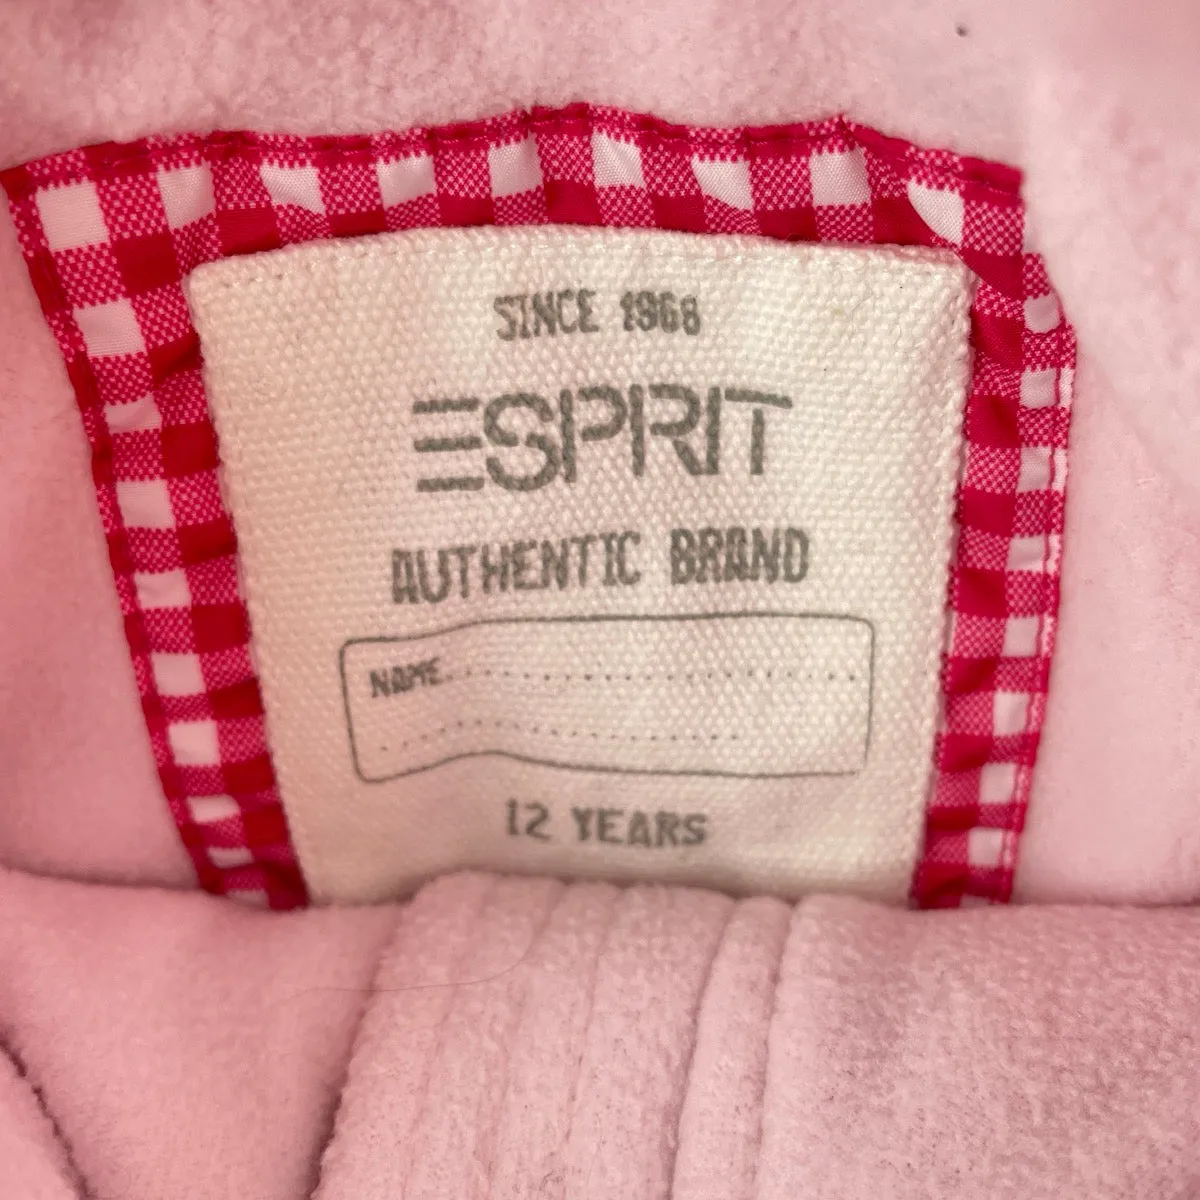 SINCE 1968
ESPRIT
AUTHENTIC BRAND
NAME
12 YEARS